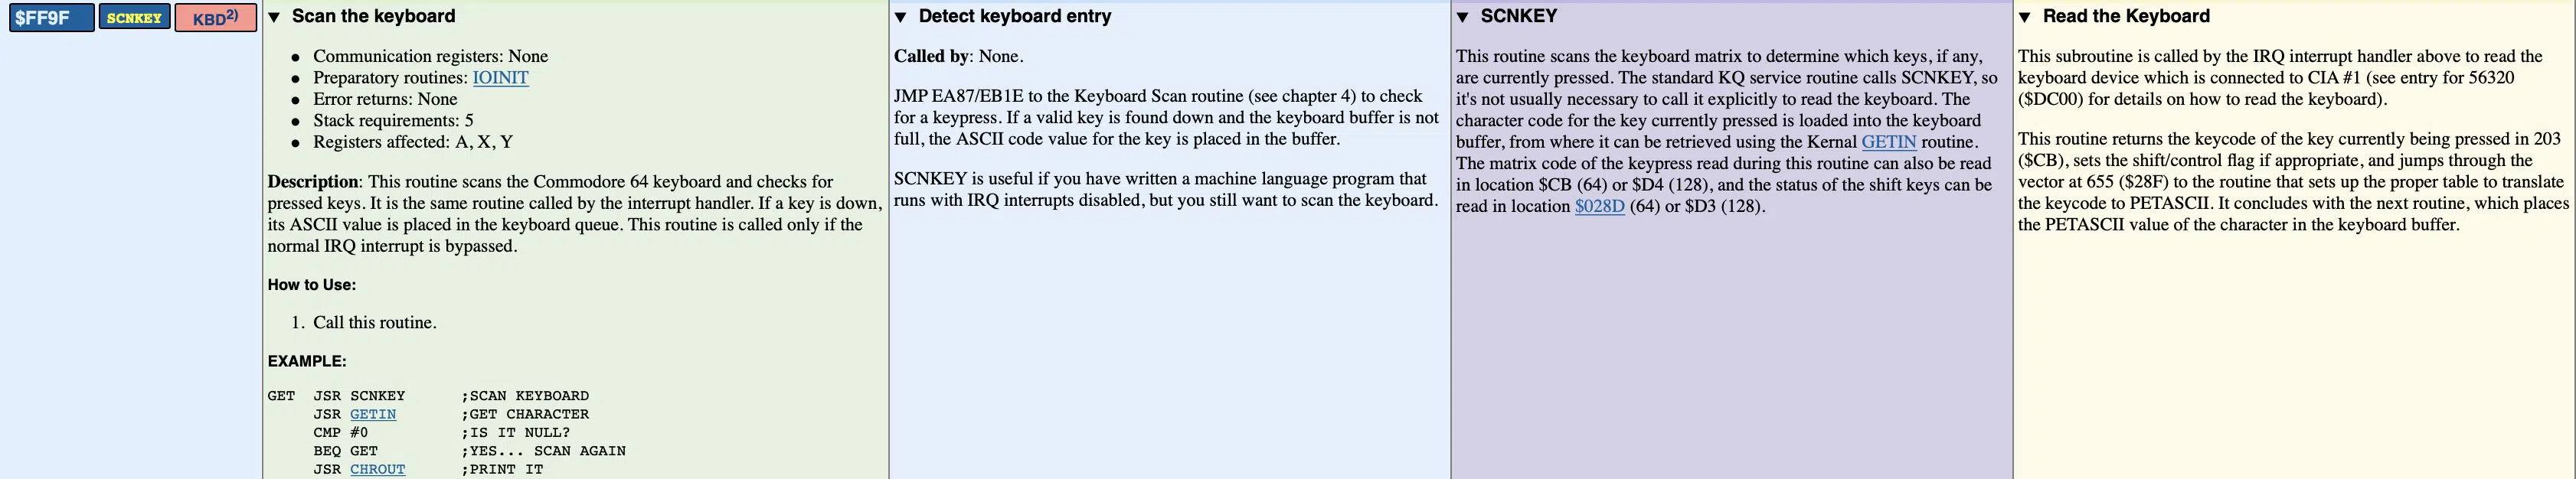 $FF9F SCNKEY KBD2)
▼ Scan the keyboard
● Communication registers: None
● Preparatory routines: IOINIT
● Error returns: None
● Stack requirements: 5
● Registers affected: A, X, Y
Description: This routine scans the Commodore 64 keyboard and checks for
pressed keys. It is the same routine called by the interrupt handler. If a key is down,
its ASCII value is placed in the keyboard queue. This routine is called only if the
normal IRQ interrupt is bypassed.
How to Use:
1. Call this routine.
EXAMPLE:
GET  JSR SCNKEY      ;SCAN KEYBOARD
     JSR GETIN       ;GET CHARACTER
     CMP #0          ;IS IT NULL?
     BEQ GET         ;YES... SCAN AGAIN
     JSR CHROUT      ;PRINT IT
▼ Detect keyboard entry
Called by: None.
JMP EA87/EB1E to the Keyboard Scan routine (see chapter 4) to check
for a keypress. If a valid key is found down and the keyboard buffer is not
full, the ASCII code value for the key is placed in the buffer.
SCNKEY is useful if you have written a machine language program that
runs with IRQ interrupts disabled, but you still want to scan the keyboard.
▼ SCNKEY
This routine scans the keyboard matrix to determine which keys, if any,
are currently pressed. The standard KQ service routine calls SCNKEY, so
it's not usually necessary to call it explicitly to read the keyboard. The
character code for the key currently pressed is loaded into the keyboard
buffer, from where it can be retrieved using the Kernal GETIN routine.
The matrix code of the keypress read during this routine can also be read
in location $CB (64) or $D4 (128), and the status of the shift keys can be
read in location $028D (64) or $D3 (128).
▼ Read the Keyboard
This subroutine is called by the IRQ interrupt handler above to read the
keyboard device which is connected to CIA #1 (see entry for 56320
($DC00) for details on how to read the keyboard).
This routine returns the keycode of the key currently being pressed in 203
($CB), sets the shift/control flag if appropriate, and jumps through the
vector at 655 ($28F) to the routine that sets up the proper table to translate
the keycode to PETASCII. It concludes with the next routine, which places
the PETASCII value of the character in the keyboard buffer.